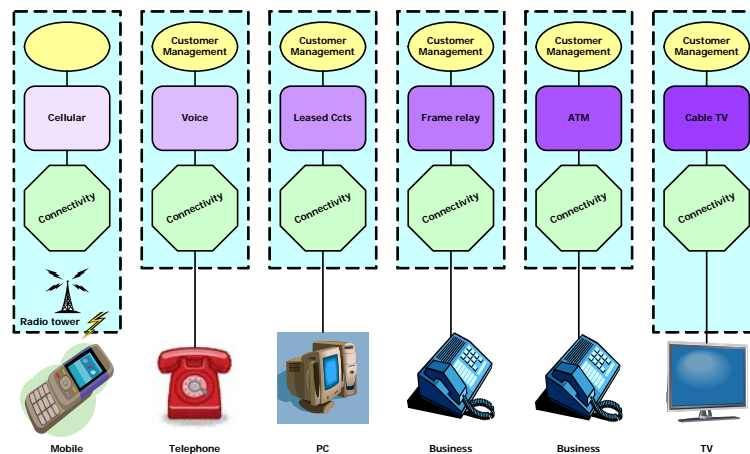 Customer
Management
Customer
Management
Customer
Management
Customer
Management
Customer
Management
Cellular
Voice
Leased Ccts
Frame relay
ATM
Cable TV
Connectivity
Connectivity
Connectivity
Connectivity
Connectivity
Connectivity
Radio tower
Mobile
Telephone
PC
Business
Business
TV